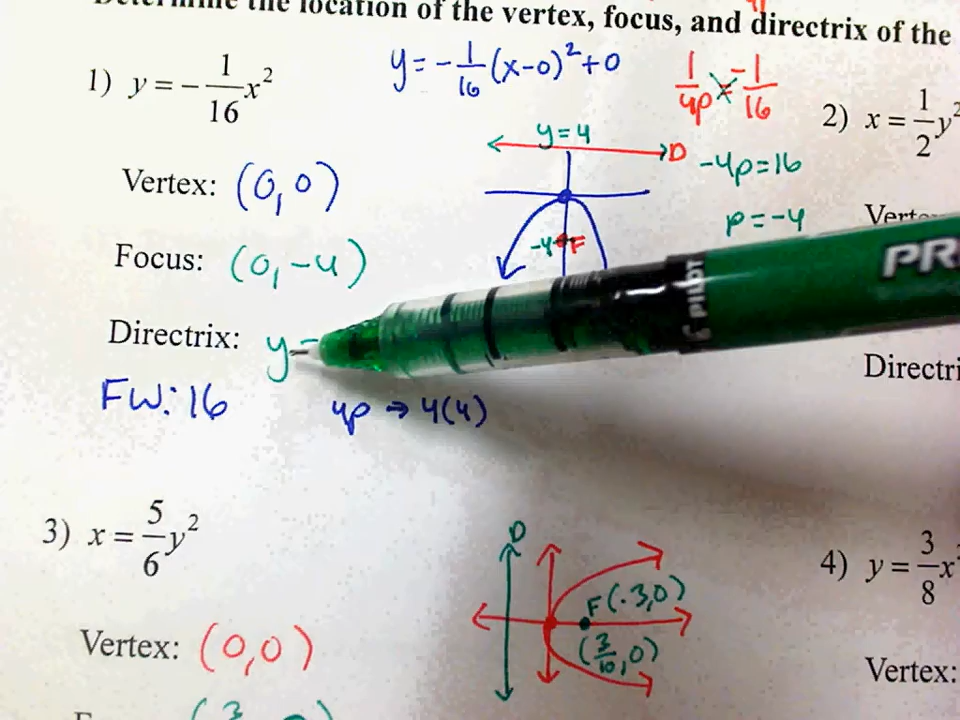 Determine the location of the vertex, focus, and directrix of the
1) y = -1/16 x²
y = -1/16 (x-0)² + 0
1/4p = -1/16
-4p = 16
p = -4
y = 4
D
-4 F
Vertex: (0, 0)
Focus: (0, -4)
Directrix: y =
FW: 16
4p → 4(4)
2) x = 1/2 y²
Directri
PILOT
PR
3) x = 5/6 y²
D
F (.3, 0)
(3/10, 0)
Vertex: (0, 0)
4) y = 3/8 x
Vertex: